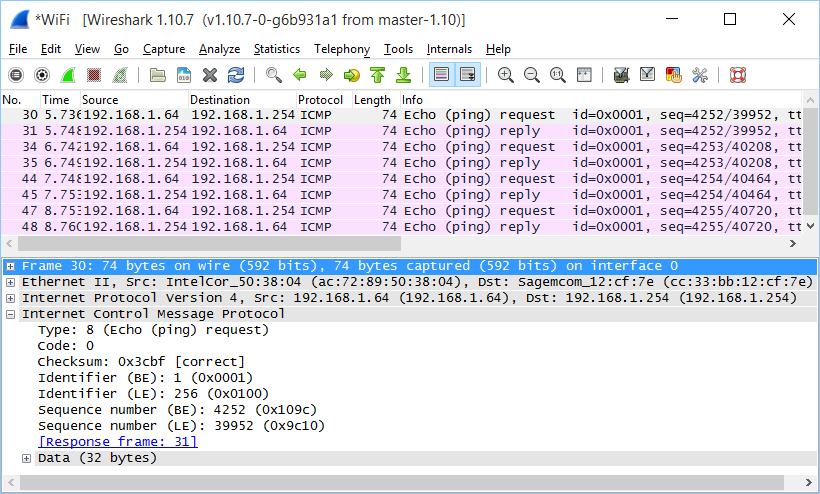 *WiFi [Wireshark 1.10.7 (v1.10.7-0-g6b931a1 from master-1.10)]
File Edit View Go Capture Analyze Statistics Telephony Tools Internals Help
No. Time Source Destination Protocol Length Info
30 5.736 192.168.1.64 192.168.1.254 ICMP 74 Echo (ping) request id=0x0001, seq=4252/39952, tt
31 5.748 192.168.1.254 192.168.1.64 ICMP 74 Echo (ping) reply id=0x0001, seq=4252/39952, tt
34 6.742 192.168.1.64 192.168.1.254 ICMP 74 Echo (ping) request id=0x0001, seq=4253/40208, tt
35 6.749 192.168.1.254 192.168.1.64 ICMP 74 Echo (ping) reply id=0x0001, seq=4253/40208, tt
44 7.748 192.168.1.64 192.168.1.254 ICMP 74 Echo (ping) request id=0x0001, seq=4254/40464, tt
45 7.753 192.168.1.254 192.168.1.64 ICMP 74 Echo (ping) reply id=0x0001, seq=4254/40464, tt
47 8.753 192.168.1.64 192.168.1.254 ICMP 74 Echo (ping) request id=0x0001, seq=4255/40720, tt
48 8.760 192.168.1.254 192.168.1.64 ICMP 74 Echo (ping) reply id=0x0001, seq=4255/40720, tt
Frame 30: 74 bytes on wire (592 bits), 74 bytes captured (592 bits) on interface 0
Ethernet II, Src: IntelCor_50:38:04 (ac:72:89:50:38:04), Dst: Sagemcom_12:cf:7e (cc:33:bb:12:cf:7e)
Internet Protocol Version 4, Src: 192.168.1.64 (192.168.1.64), Dst: 192.168.1.254 (192.168.1.254)
Internet Control Message Protocol
Type: 8 (Echo (ping) request)
Code: 0
Checksum: 0x3cbf [correct]
Identifier (BE): 1 (0x0001)
Identifier (LE): 256 (0x0100)
Sequence number (BE): 4252 (0x109c)
Sequence number (LE): 39952 (0x9c10)
[Response frame: 31]
Data (32 bytes)